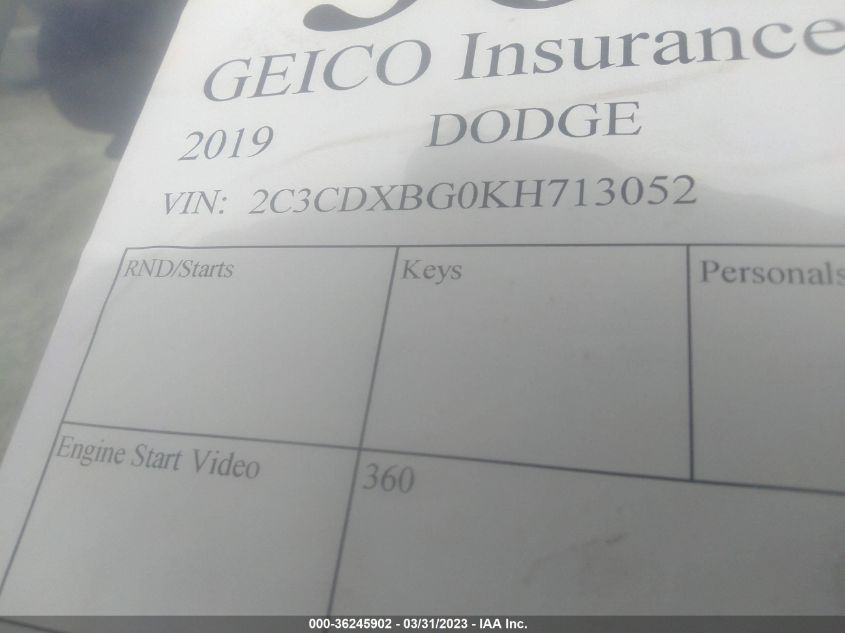 GEICO Insurance
2019 DODGE
VIN: 2C3CDXBG0KH713052
RND/Starts Keys Personals
Engine Start Video 360
000-36245902 - 03/31/2023 - IAA Inc.